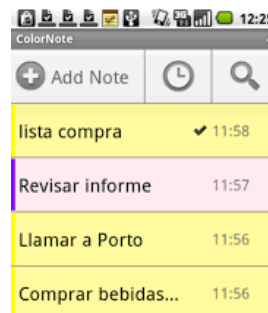 12:25
ColorNote
Add Note
lista compra 11:58
Revisar informe 11:57
Llamar a Porto 11:56
Comprar bebidas... 11:56